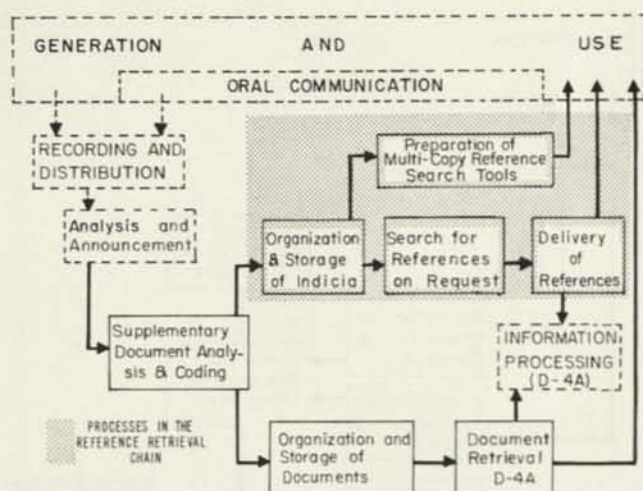 GENERATION AND USE
ORAL COMMUNICATION
RECORDING AND
DISTRIBUTION
Preparation of
Multi-Copy Reference
Search Tools
Analysis and
Announcement
Organization
& Storage
of Indicia
Search for
References
on Request
Delivery
of
References
Supplementary
Document Analy-
sis & Coding
INFORMATION
PROCESSING
(D-4A)
PROCESSES IN THE
REFERENCE RETRIEVAL
CHAIN
Organization and
Storage of
Documents
Document
Retrieval
D-4A